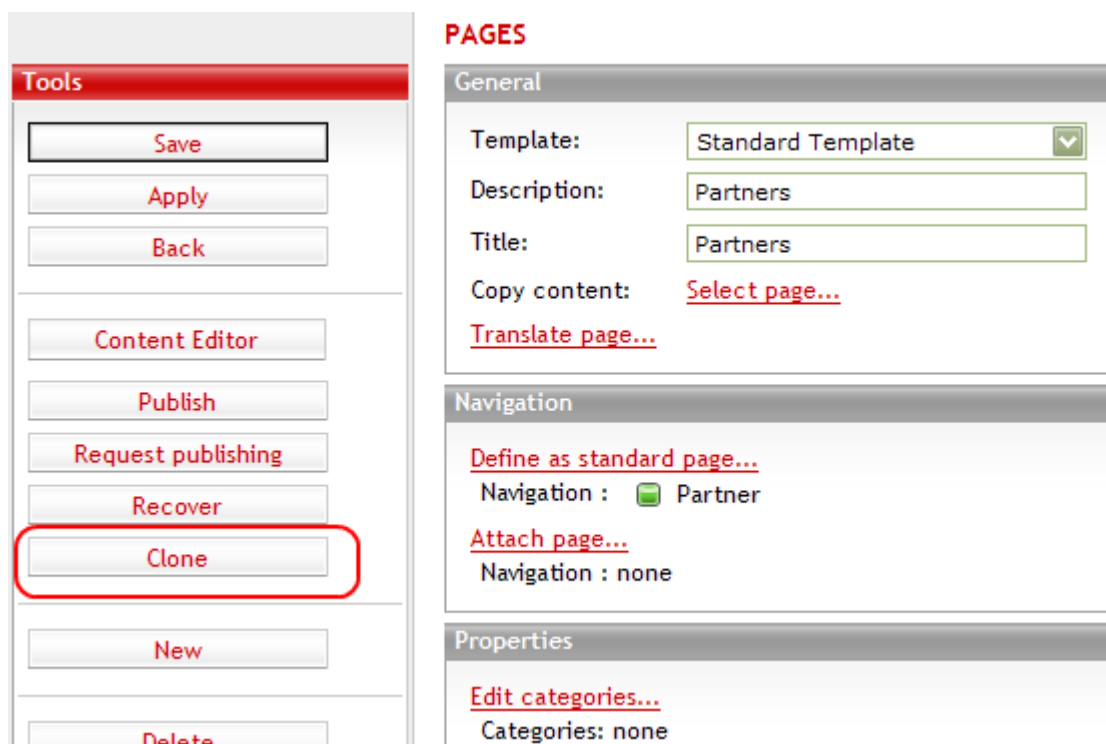 PAGES
Tools
Save
Apply
Back
Content Editor
Publish
Request publishing
Recover
Clone
New
Delete
General
Template: Standard Template
Description: Partners
Title: Partners
Copy content: Select page...
Translate page...
Navigation
Define as standard page...
Navigation : Partner
Attach page...
Navigation : none
Properties
Edit categories...
Categories: none